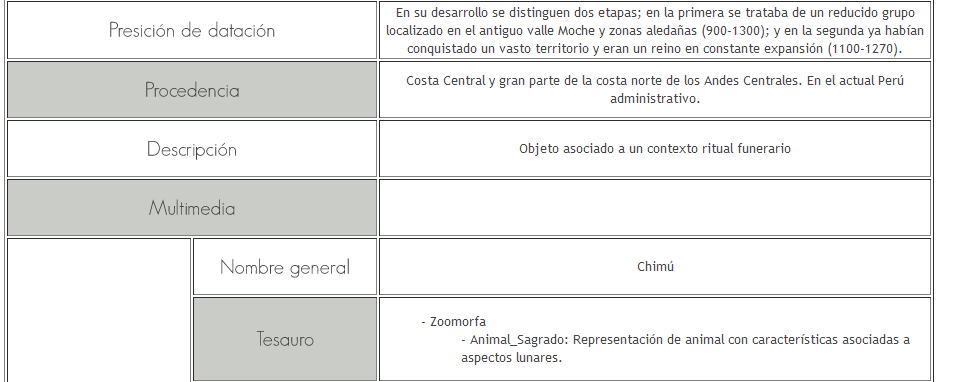 Presición de datación
En su desarrollo se distinguen dos etapas; en la primera se trataba de un reducido grupo
localizado en el antiguo valle Moche y zonas aledañas (900-1300); y en la segunda ya habían
conquistado un vasto territorio y eran un reino en constante expansión (1100-1270).
Procedencia
Costa Central y gran parte de la costa norte de los Andes Centrales. En el actual Perú
administrativo.
Descripción
Objeto asociado a un contexto ritual funerario
Multimedia
Nombre general
Chimú
Tesauro
- Zoomorfa
- Animal_Sagrado: Representación de animal con características asociadas a
aspectos lunares.